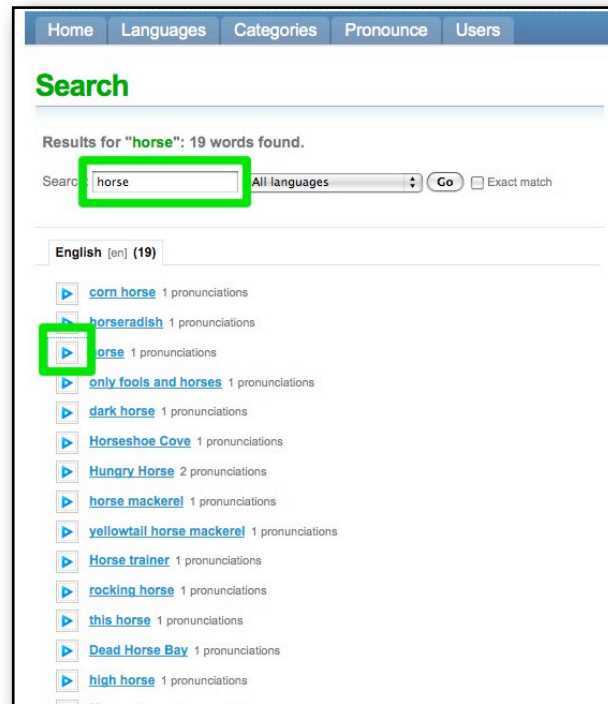 Home Languages Categories Pronounce Users
Search
Results for "horse": 19 words found.
Search horse All languages Go Exact match
English [en] (19)
corn horse 1 pronunciations
horseradish 1 pronunciations
horse 1 pronunciations
only fools and horses 1 pronunciations
dark horse 1 pronunciations
Horseshoe Cove 1 pronunciations
Hungry Horse 2 pronunciations
horse mackerel 1 pronunciations
yellowtail horse mackerel 1 pronunciations
Horse trainer 1 pronunciations
rocking horse 1 pronunciations
this horse 1 pronunciations
Dead Horse Bay 1 pronunciations
high horse 1 pronunciations